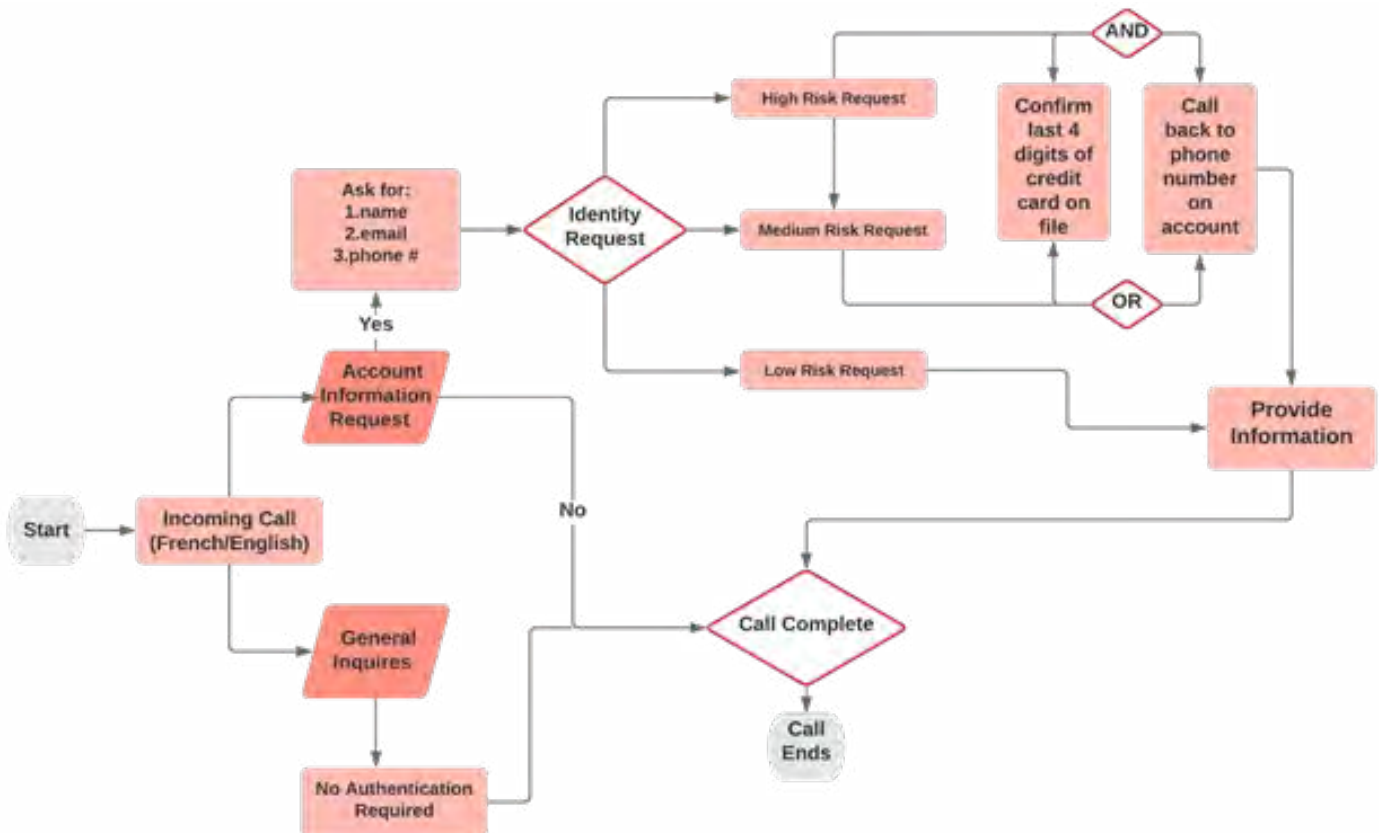 AND
High Risk Request
Confirm
last 4
digits of
credit
card on
file
Call
back to
phone
number
on
account
Ask for:
1.name
2.email
3.phone #
Identity
Request
Medium Risk Request
OR
Yes
Account
Information
Request
Low Risk Request
Provide
Information
No
Start
Incoming Call
(French/English)
General
Inquires
Call Complete
Call
Ends
No Authentication
Required